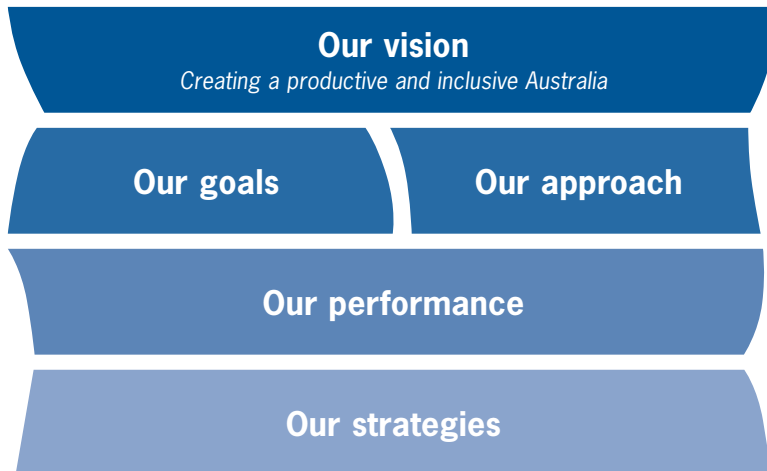 Our vision
Creating a productive and inclusive Australia
Our goals
Our approach
Our performance
Our strategies